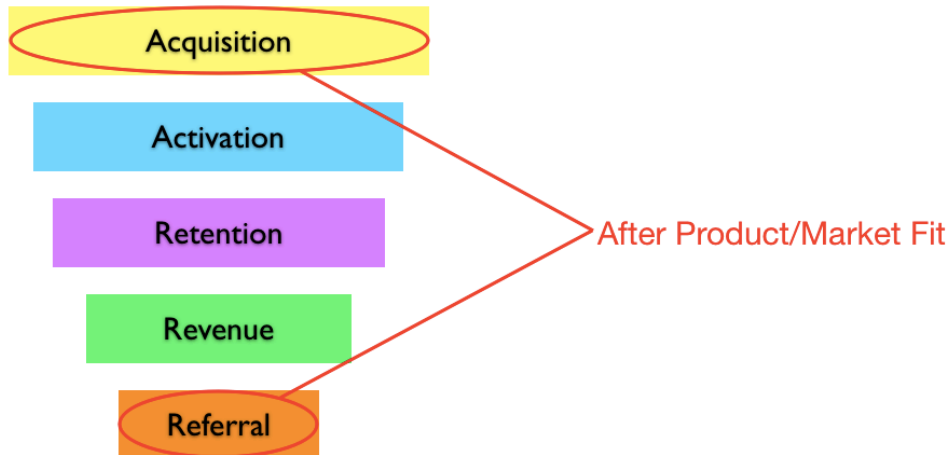 Acquisition
Activation
Retention
After Product/Market Fit
Revenue
Referral